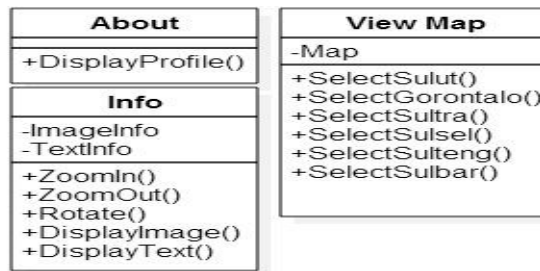 About
+DisplayProfile()
Info
-ImageInfo
-TextInfo
+ZoomIn()
+ZoomOut()
+Rotate()
+DisplayImage()
+DisplayText()
View Map
-Map
+SelectSulut()
+SelectGorontalo()
+SelectSultra()
+SelectSulsel()
+SelectSulteng()
+SelectSulbar()